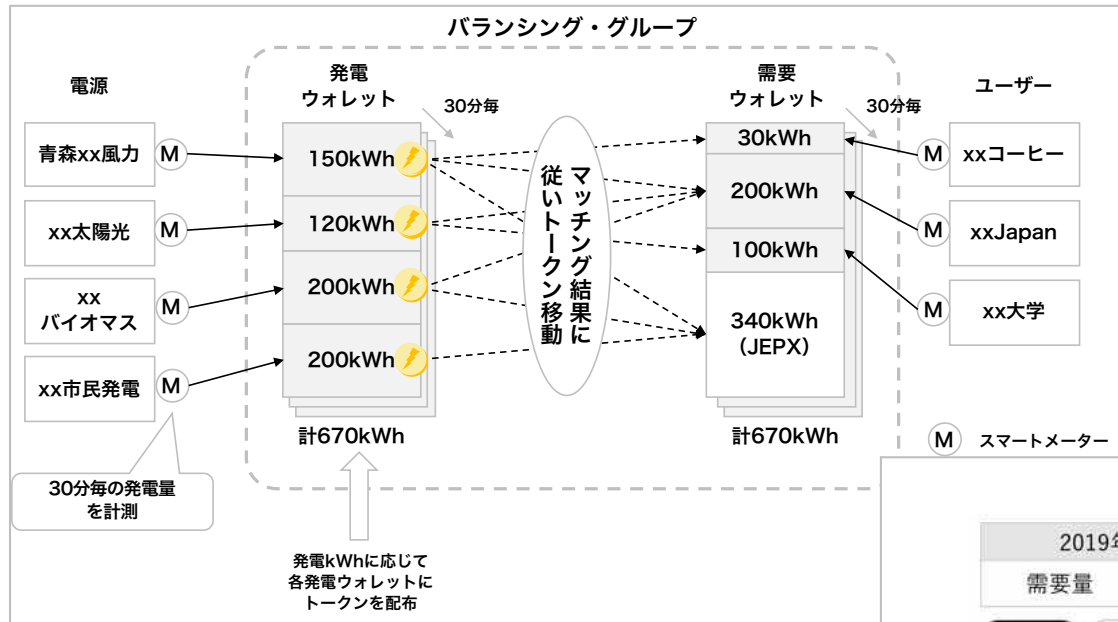 バランシング・グループ
電源
発電
ウォレット
30分毎
需要
ウォレット
30分毎
ユーザー
青森xx風力
M
150kWh
30kWh
M
xxコーヒー
xx太陽光
M
120kWh
200kWh
M
xxJapan
100kWh
xx
バイオマス
M
200kWh
マッチング結果に
従いトークン移動
340kWh
（JEPX）
M
xx大学
xx市民発電
M
200kWh
計670kWh
計670kWh
M スマートメーター
30分毎の発電量
を計測
発電kWhに応じて
各発電ウォレットに
トークンを配布
2019
需要量